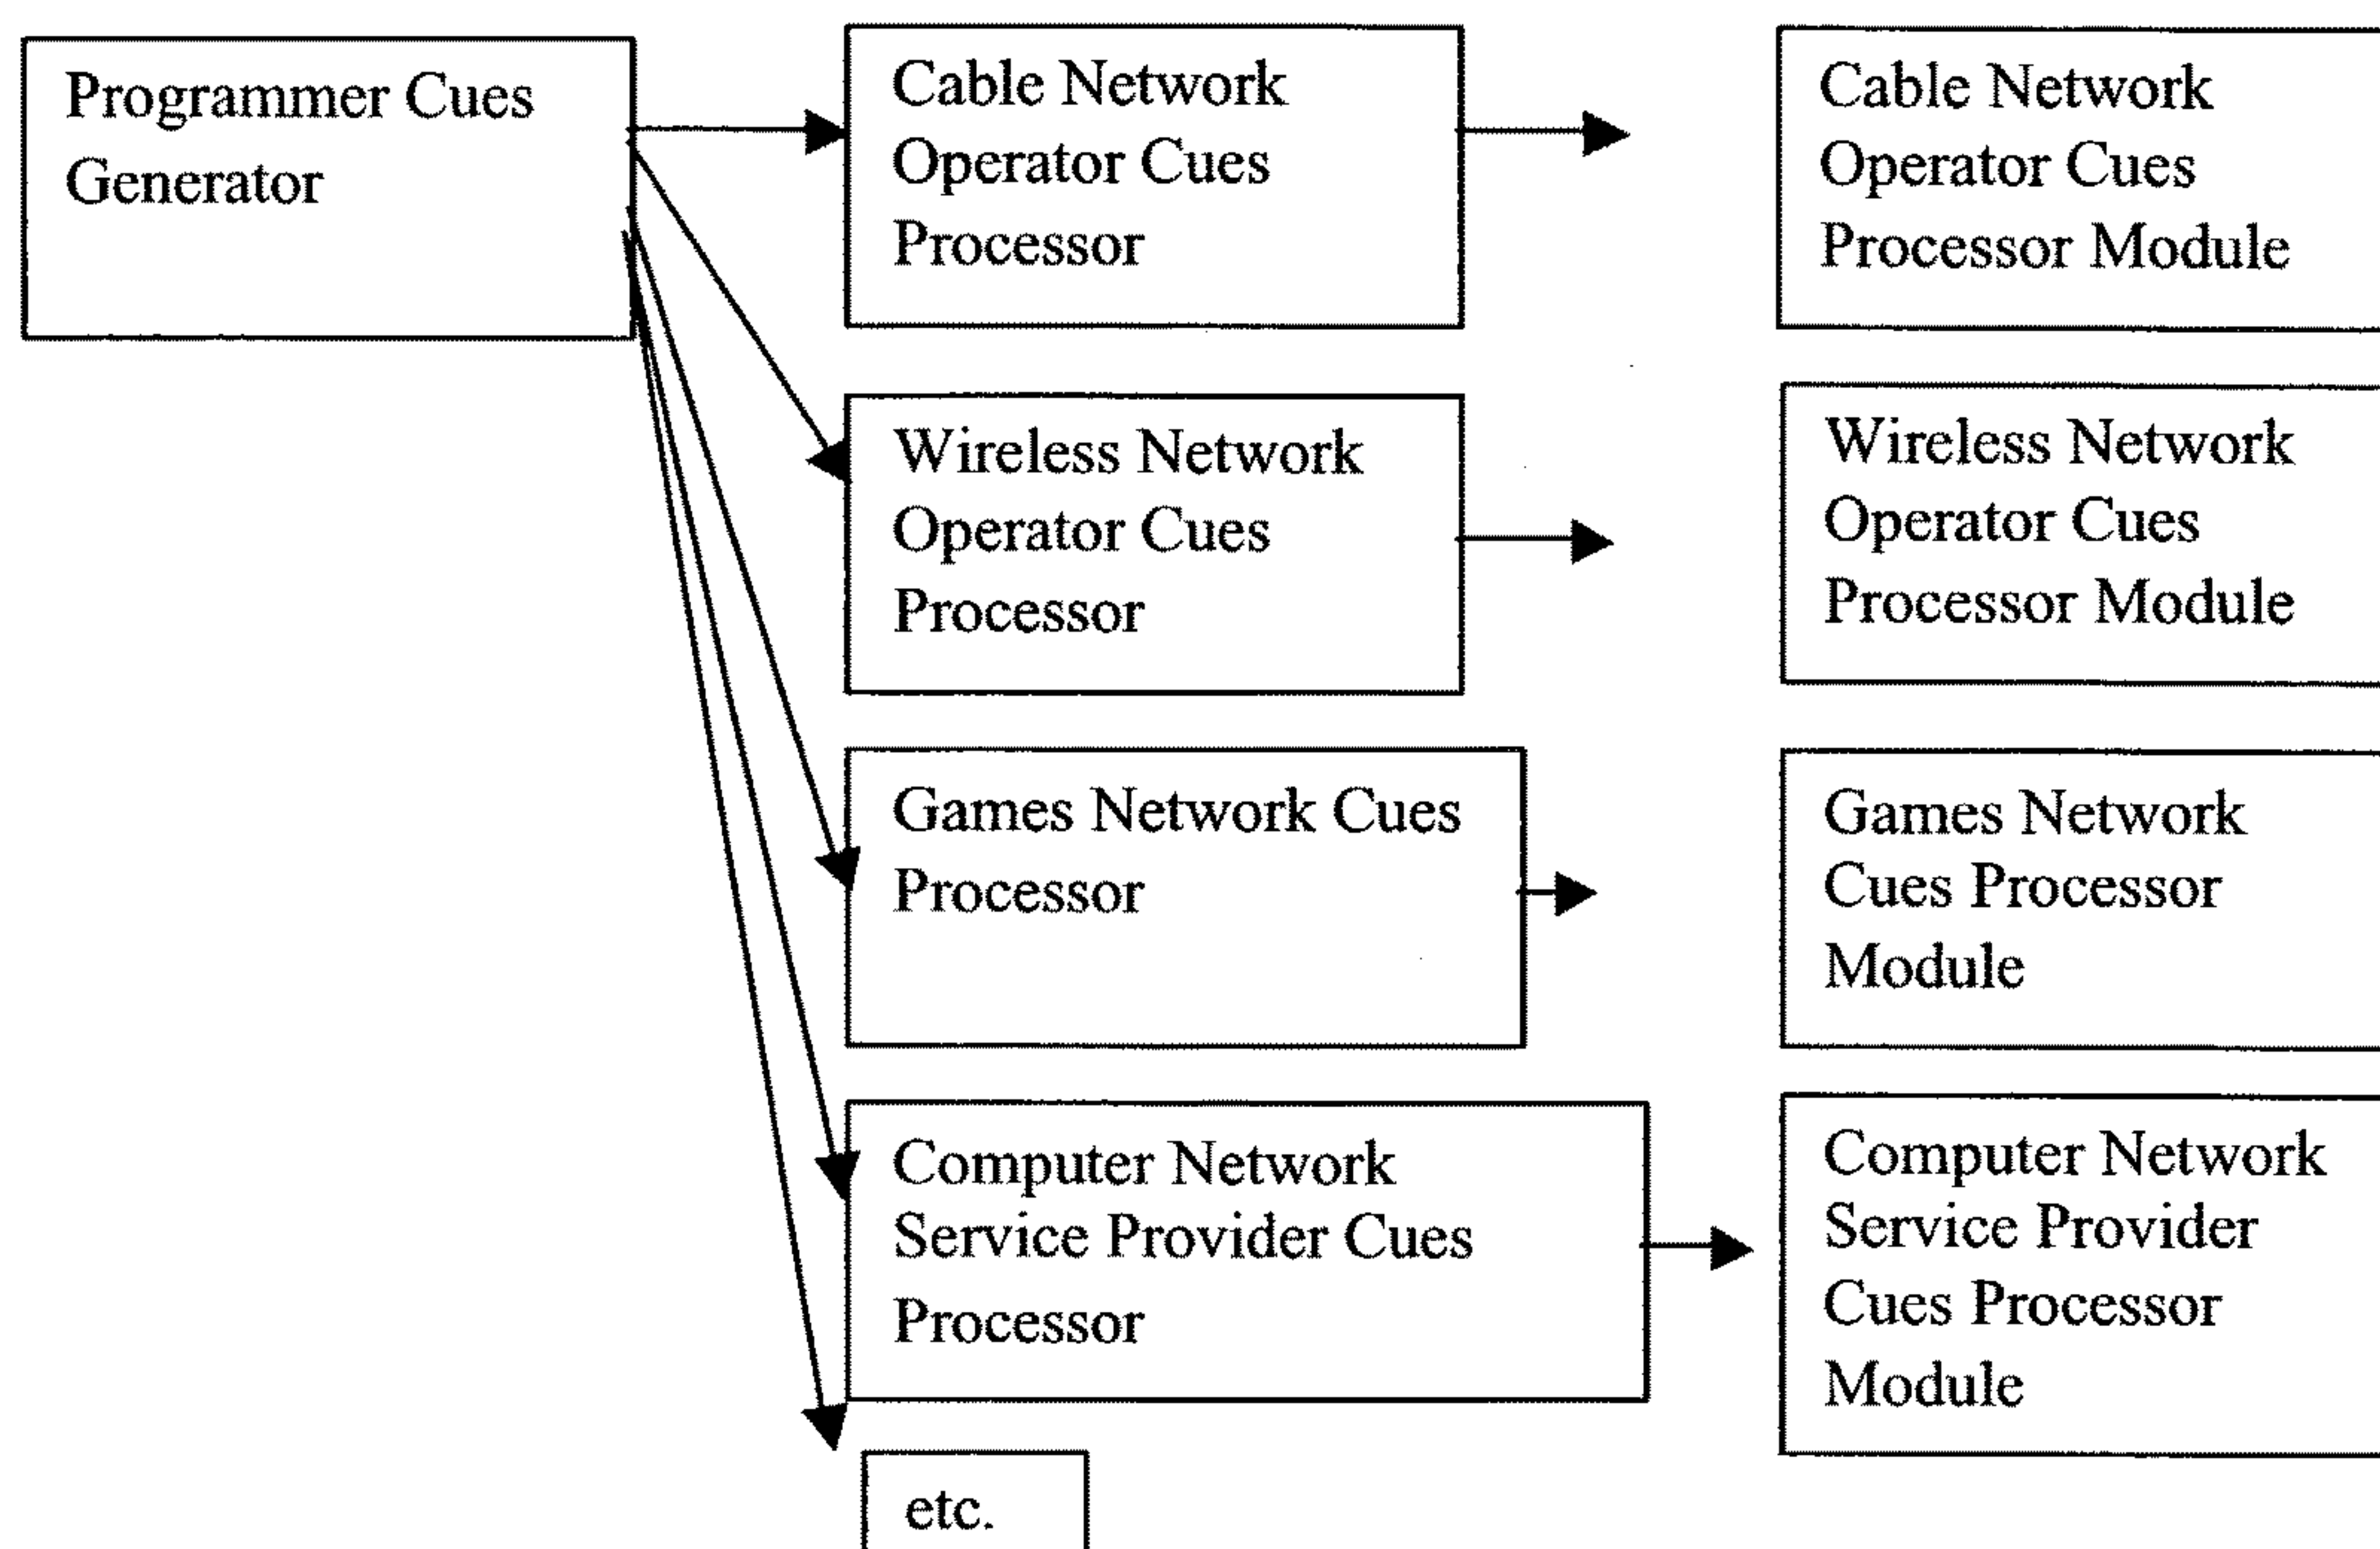 Programmer Cues
Generator
Cable Network
Operator Cues
Processor
Cable Network
Operator Cues
Processor Module
Wireless Network
Operator Cues
Processor
Wireless Network
Operator Cues
Processor Module
Games Network Cues
Processor
Games Network
Cues Processor
Module
Computer Network
Service Provider Cues
Processor
Computer Network
Service Provider
Cues Processor
Module
etc.